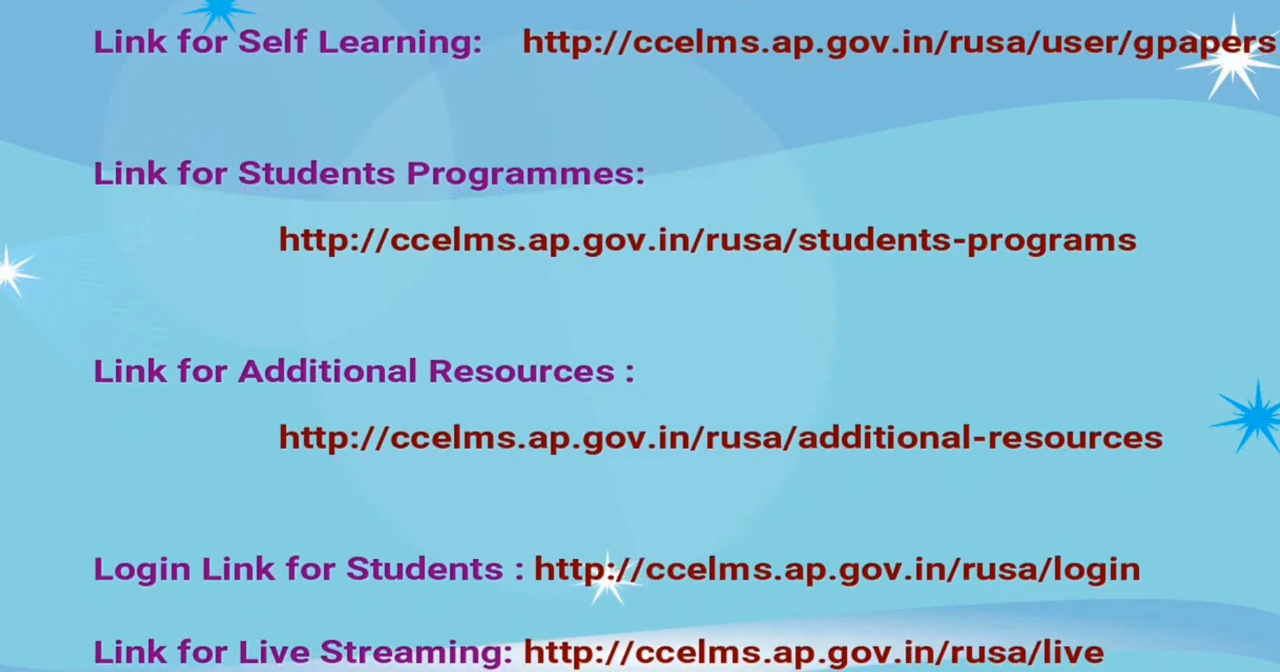 Link for Self Learning: http://ccelms.ap.gov.in/rusa/user/gpapers
Link for Students Programmes:
http://ccelms.ap.gov.in/rusa/students-programs
Link for Additional Resources :
http://ccelms.ap.gov.in/rusa/additional-resources
Login Link for Students : http://ccelms.ap.gov.in/rusa/login
Link for Live Streaming: http://ccelms.ap.gov.in/rusa/live